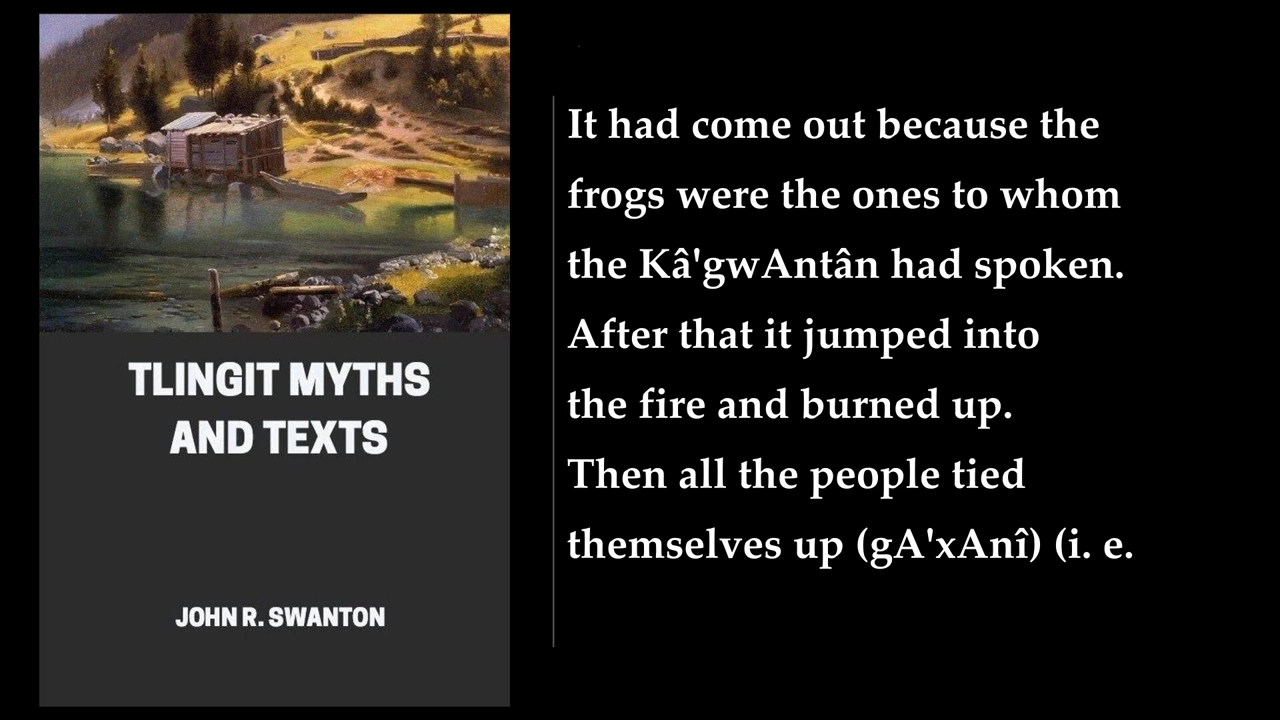 TLINGIT MYTHS
AND TEXTS
JOHN R. SWANTON
It had come out because the
frogs were the ones to whom
the Kâ'gwAntân had spoken.
After that it jumped into
the fire and burned up.
Then all the people tied
themselves up (gA'xAnî) (i. e.